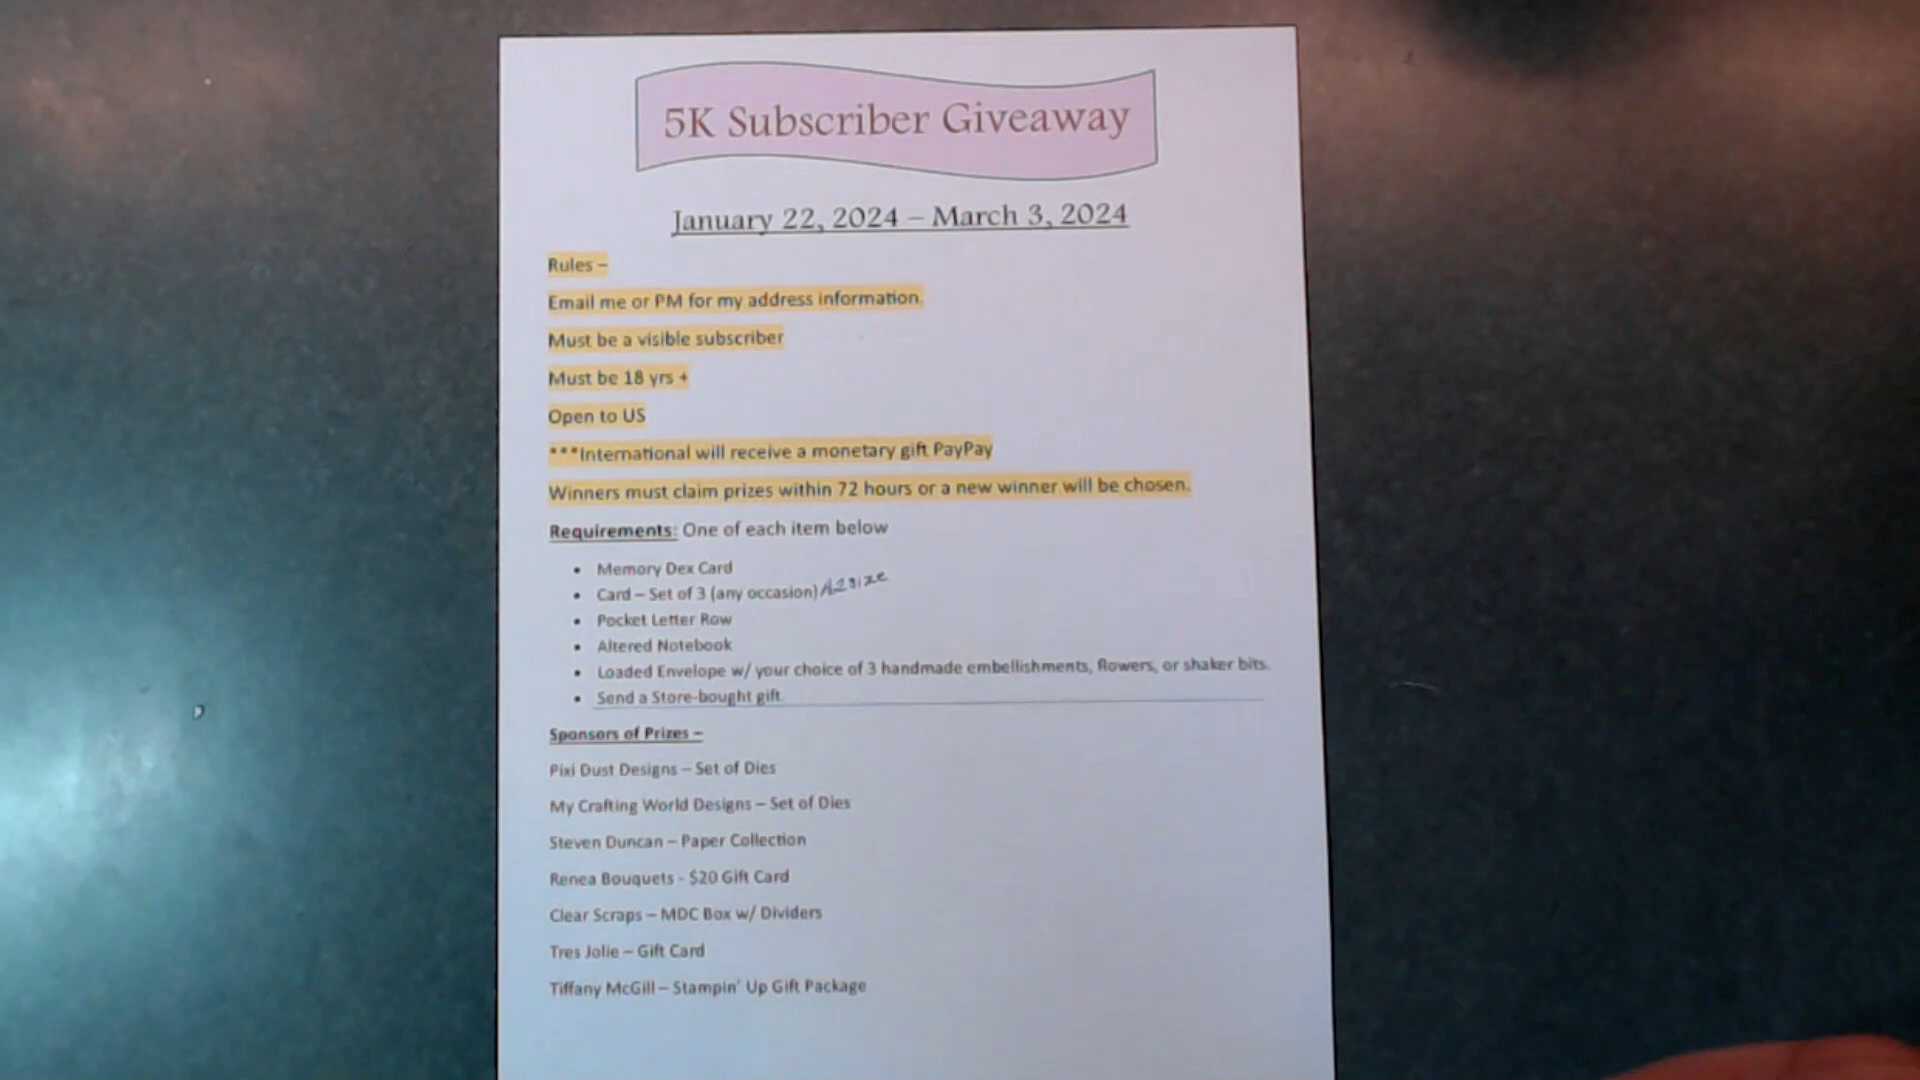 5K Subscriber Giveaway
January 22, 2024 – March 3, 2024
Rules –
Email me or PM for my address information.
Must be a visible subscriber
Must be 18 yrs +
Open to US
***International will receive a monetary gift PayPay
Winners must claim prizes within 72 hours or a new winner will be chosen.
Requirements: One of each item below
• Memory Dex Card
• Card – Set of 3 (any occasion) A2 size
• Pocket Letter Row
• Altered Notebook
• Loaded Envelope w/ your choice of 3 handmade embellishments, flowers, or shaker bits.
• Send a Store-bought gift.
Sponsors of Prizes –
Pixi Dust Designs – Set of Dies
My Crafting World Designs – Set of Dies
Steven Duncan – Paper Collection
Renea Bouquets - $20 Gift Card
Clear Scraps – MDC Box w/ Dividers
Tres Jolie – Gift Card
Tiffany McGill – Stampin' Up Gift Package